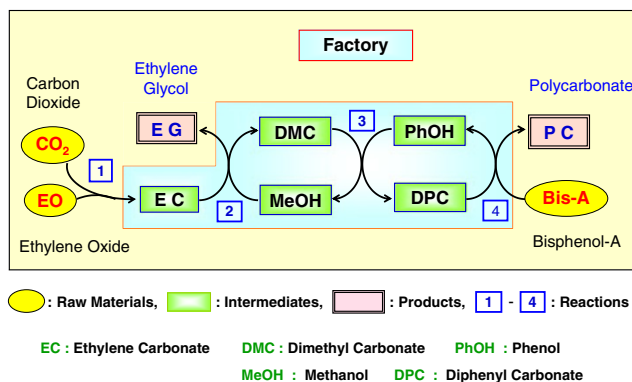 Factory
Carbon
Dioxide
Ethylene
Glycol
Polycarbonate
CO₂
1
E G
DMC
3
PhOH
P C
EO
E C
2
MeOH
DPC
4
Bis-A
Ethylene Oxide
Bisphenol-A
: Raw Materials, : Intermediates, : Products, 1 - 4 : Reactions
EC : Ethylene Carbonate DMC : Dimethyl Carbonate PhOH : Phenol
MeOH : Methanol DPC : Diphenyl Carbonate